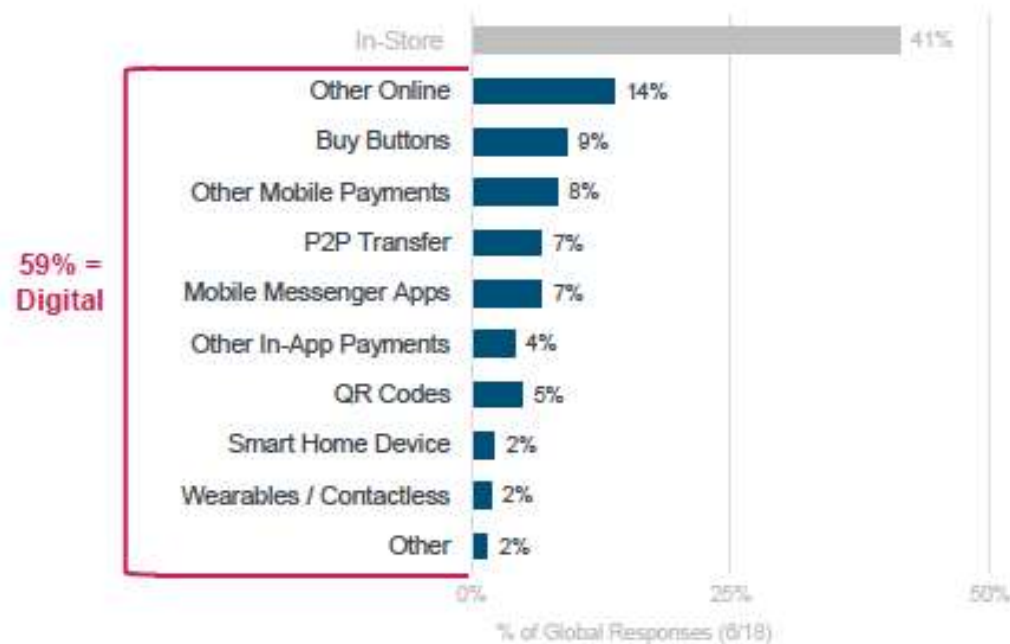 In-Store 41%
Other Online 14%
Buy Buttons 9%
Other Mobile Payments 8%
P2P Transfer 7%
59% =
Digital
Mobile Messenger Apps 7%
Other In-App Payments 4%
QR Codes 5%
Smart Home Device 2%
Wearables / Contactless 2%
Other 2%
0% 25% 50%
% of Global Responses (6/18)